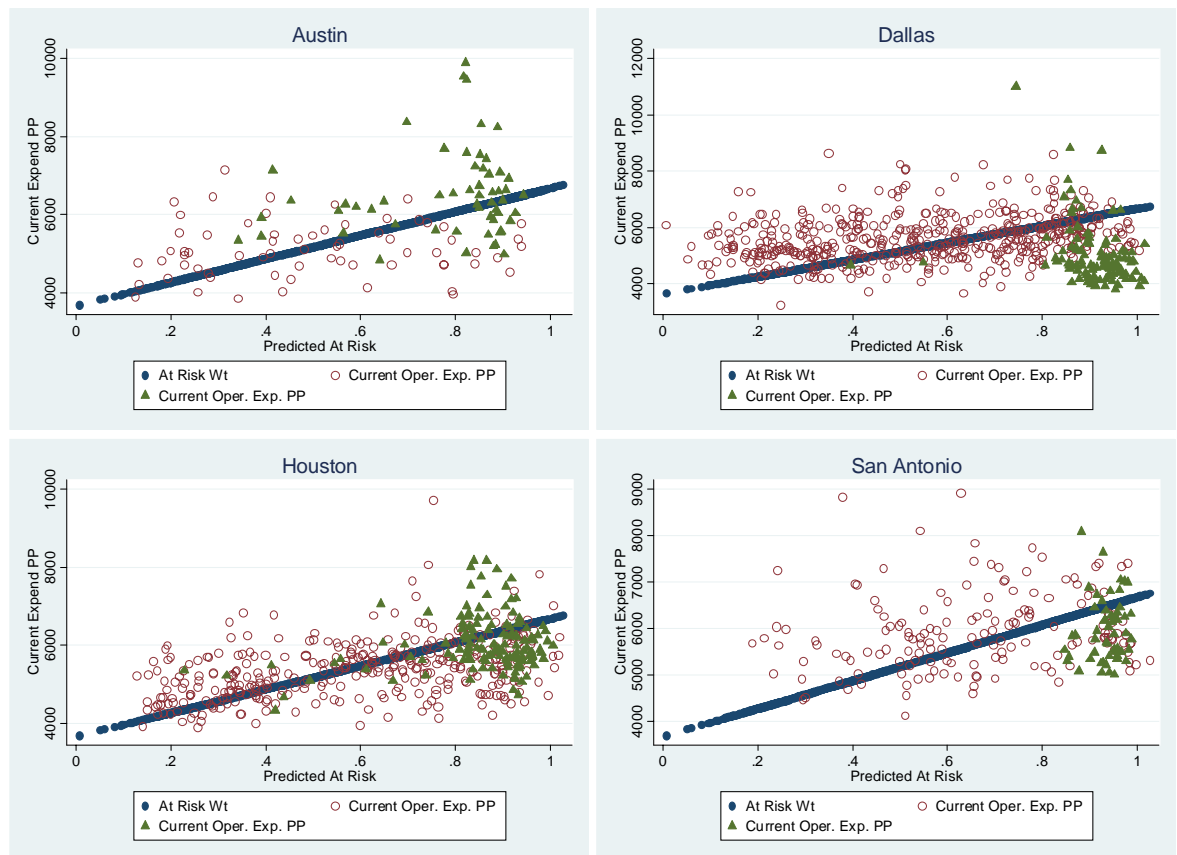 Austin
Current Expend PP
10000
8000
6000
4000
0 .2 .4 .6 .8 1
Predicted At Risk
At Risk Wt Current Oper. Exp. PP
Current Oper. Exp. PP
Dallas
Current Expend PP
12000
10000
8000
6000
4000
0 .2 .4 .6 .8 1
Predicted At Risk
At Risk Wt Current Oper. Exp. PP
Current Oper. Exp. PP
Houston
Current Expend PP
10000
8000
6000
4000
0 .2 .4 .6 .8 1
Predicted At Risk
At Risk Wt Current Oper. Exp. PP
Current Oper. Exp. PP
San Antonio
Current Expend PP
9000
8000
7000
6000
5000
4000
0 .2 .4 .6 .8 1
Predicted At Risk
At Risk Wt Current Oper. Exp. PP
Current Oper. Exp. PP